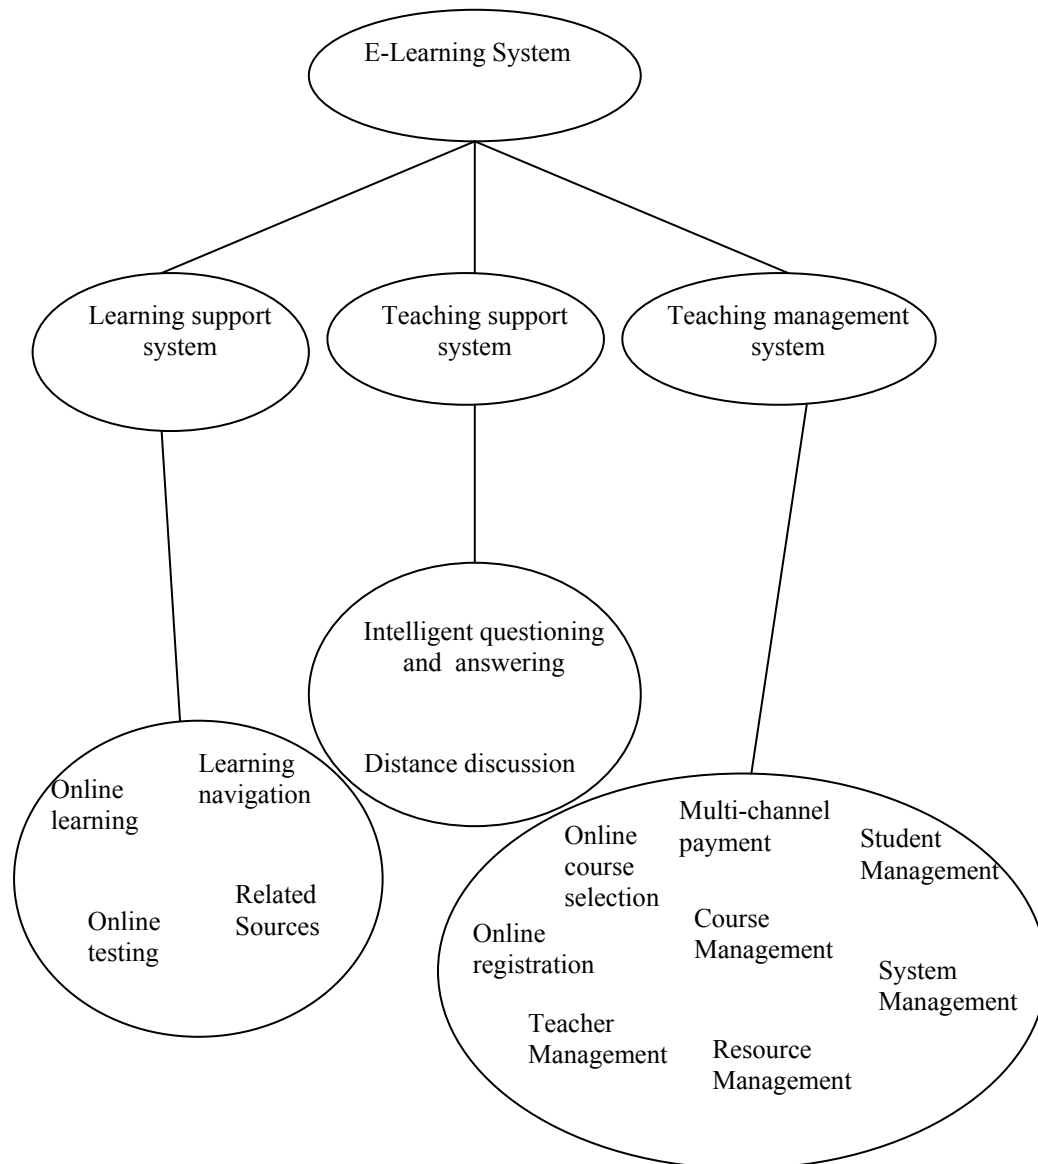 E-Learning System
Learning support
system
Teaching support
system
Teaching management
system
Intelligent questioning
and answering
Distance discussion
Learning
navigation
Online
learning
Related
Sources
Online
testing
Multi-channel
payment
Online
course
selection
Student
Management
Course
Management
Online
registration
System
Management
Teacher
Management
Resource
Management